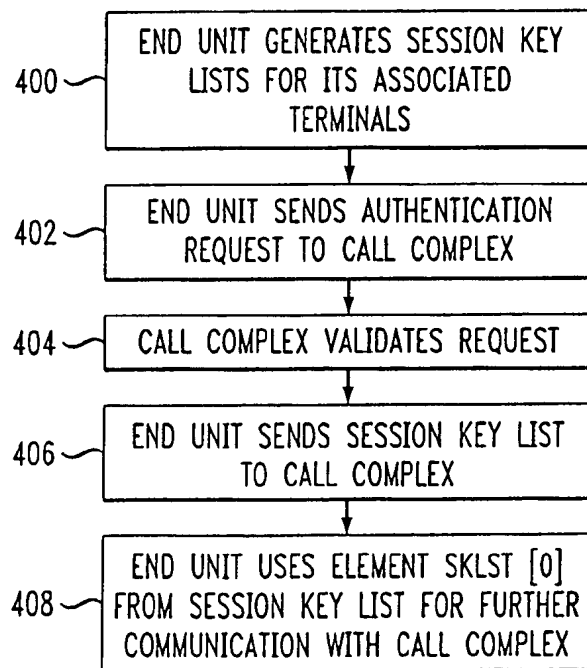 400
END UNIT GENERATES SESSION KEY
LISTS FOR ITS ASSOCIATED
TERMINALS
402
END UNIT SENDS AUTHENTICATION
REQUEST TO CALL COMPLEX
404
CALL COMPLEX VALIDATES REQUEST
406
END UNIT SENDS SESSION KEY LIST
TO CALL COMPLEX
408
END UNIT USES ELEMENT SKLST [0]
FROM SESSION KEY LIST FOR FURTHER
COMMUNICATION WITH CALL COMPLEX